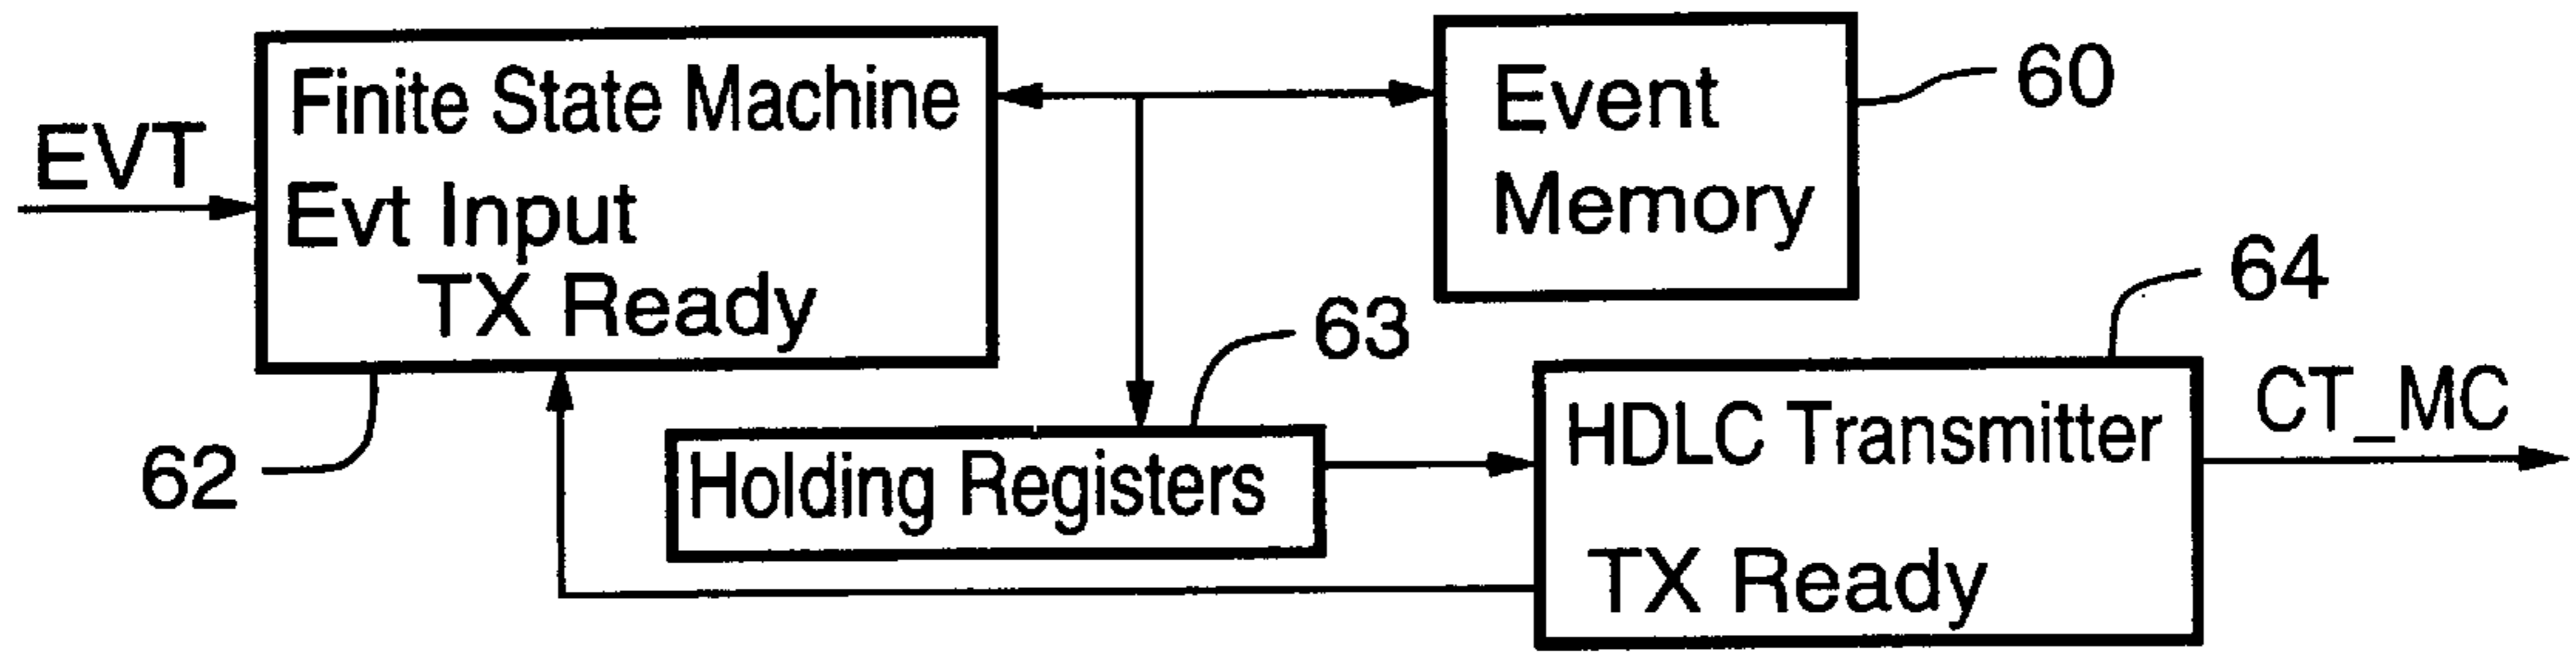 EVT
Finite State Machine
Evt Input
TX Ready
62
Event
Memory
60
63
Holding Registers
64
HDLC Transmitter
TX Ready
CT_MC